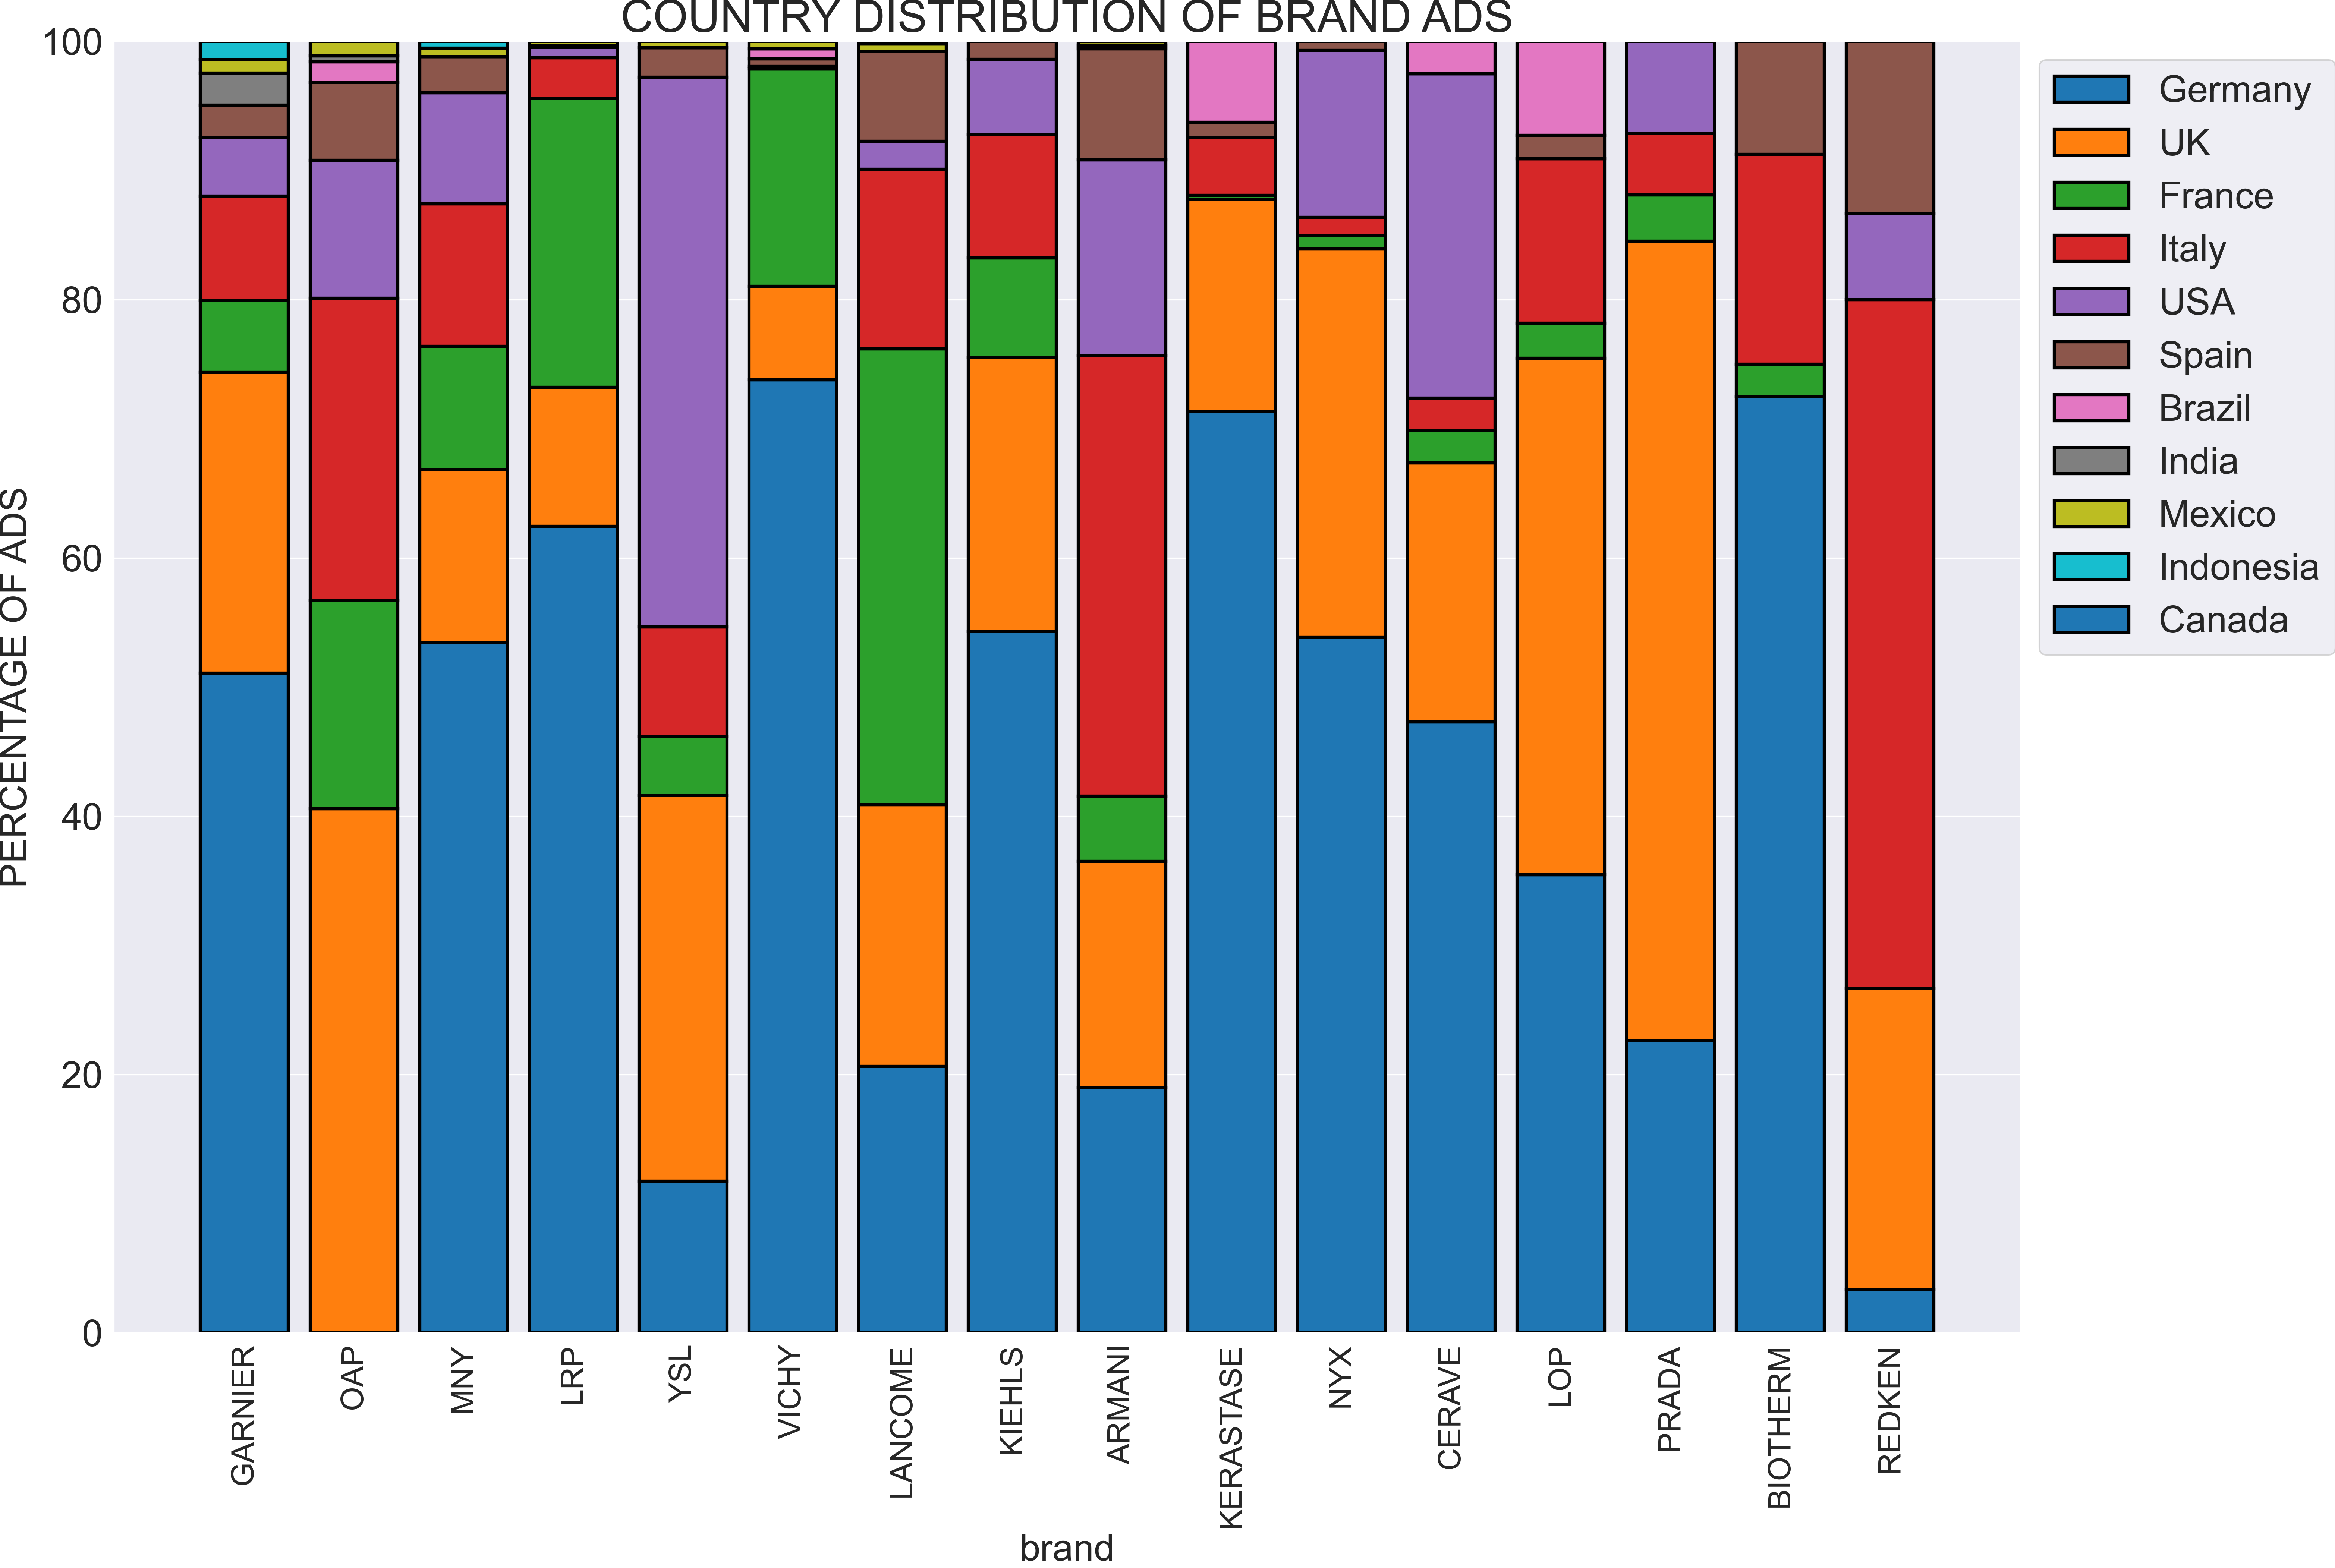 COUNTRY DISTRIBUTION OF BRAND ADS
PERCENTAGE OF ADS
100
80
60
40
20
0
GARNIER
OAP
MNY
LRP
YSL
VICHY
LANCOME
KIEHLS
ARMANI
KERASTASE
NYX
CERAVE
LOP
PRADA
BIOTHERM
REDKEN
brand
Germany
UK
France
Italy
USA
Spain
Brazil
India
Mexico
Indonesia
Canada